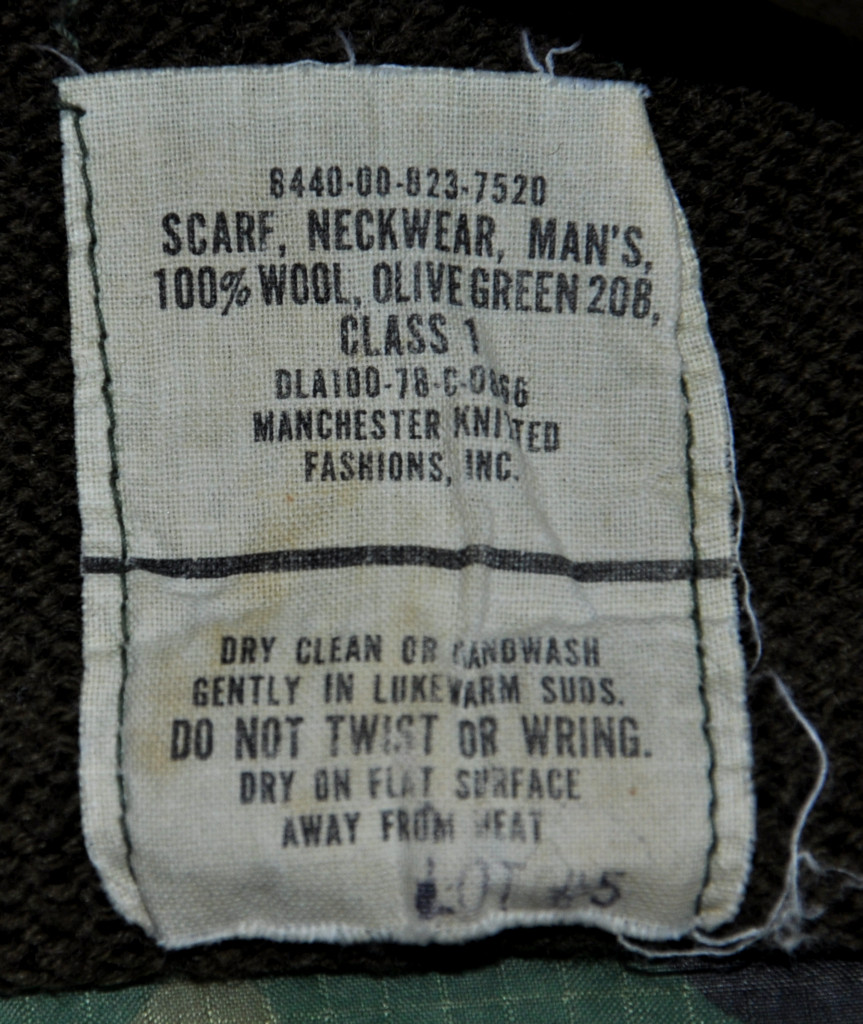 8440-00-823-7520
SCARF, NECKWEAR, MAN'S,
100% WOOL, OLIVE GREEN 208,
CLASS 1
MANCHESTER KNITTED
FASHIONS, INC.
DRY CLEAN OR HANDWASH
GENTLY IN LUKEWARM SUDS.
DO NOT TWIST OR WRING.
DRY ON FLAT SURFACE
AWAY FROM HEAT
LOT #5